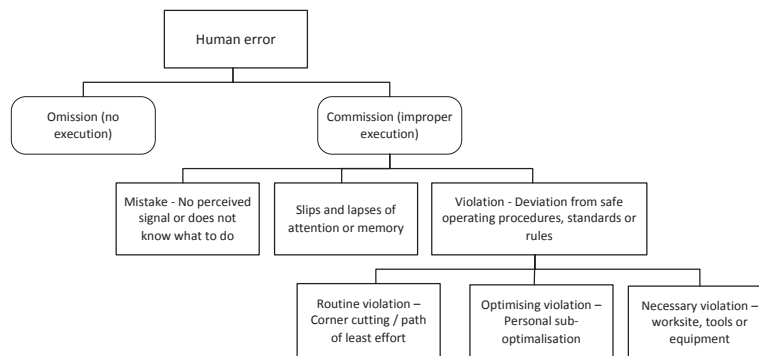 Human error
Omission (no
execution)
Commission (improper
execution)
Mistake - No perceived
signal or does not
know what to do
Slips and lapses of
attention or memory
Violation - Deviation from safe
operating procedures, standards or
rules
Routine violation –
Corner cutting / path
of least effort
Optimising violation –
Personal sub-
optimalisation
Necessary violation –
worksite, tools or
equipment